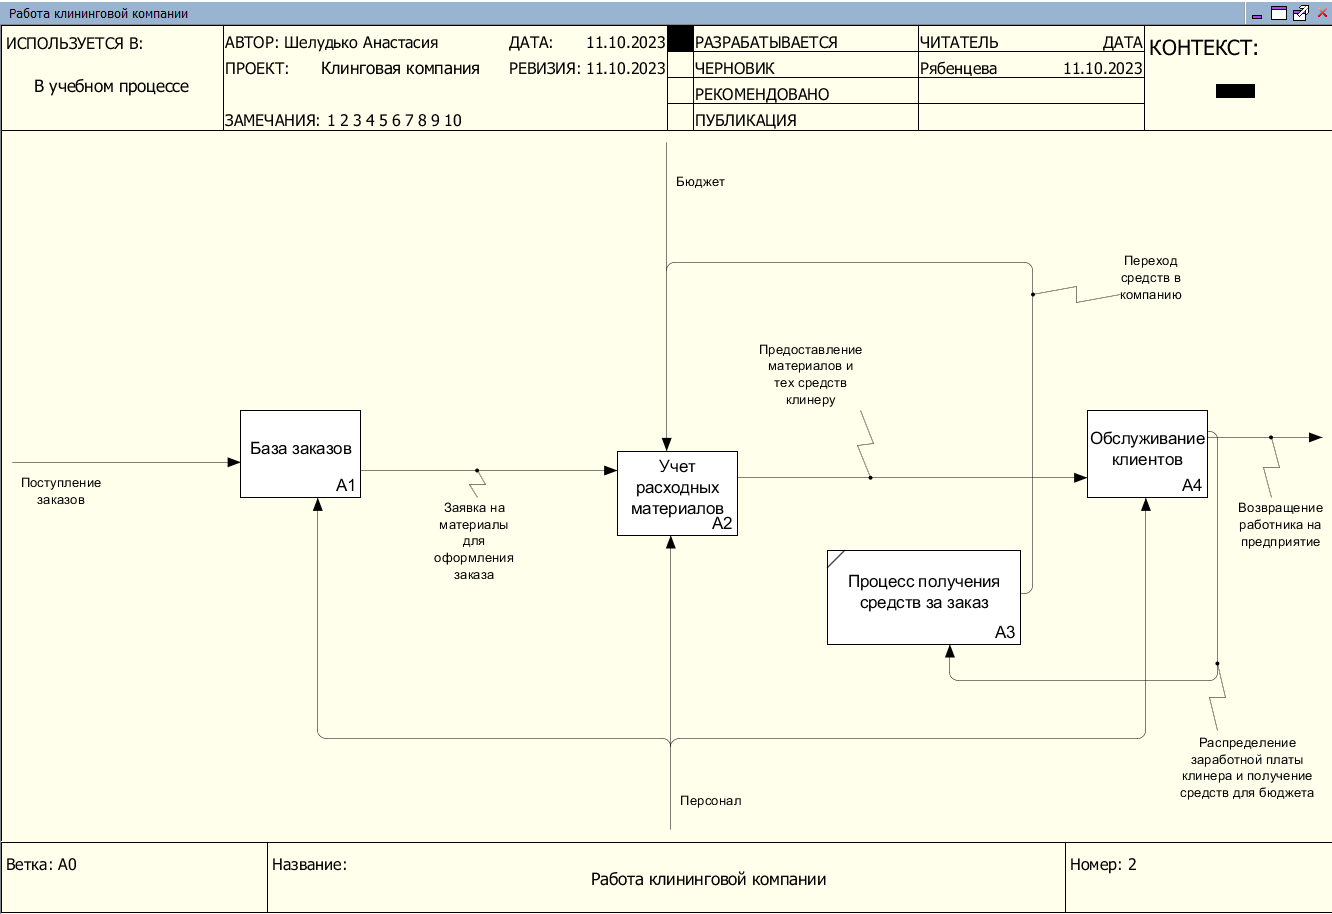 Работа клининговой компании
ИСПОЛЬЗУЕТСЯ В:
В учебном процессе
АВТОР: Шелудько Анастасия
ДАТА: 11.10.2023
ПРОЕКТ: Клинговая компания
РЕВИЗИЯ: 11.10.2023
ЗАМЕЧАНИЯ: 1 2 3 4 5 6 7 8 9 10
РАЗРАБАТЫВАЕТСЯ
ЧЕРНОВИК
РЕКОМЕНДОВАНО
ПУБЛИКАЦИЯ
ЧИТАТЕЛЬ ДАТА
Рябенцева 11.10.2023
КОНТЕКСТ:
Бюджет
Переход
средств в
компанию
Предоставление
материалов и
тех средств
клинеру
База заказов
A1
Поступление
заказов
Заявка на
материалы
для
оформления
заказа
Учет
расходных
материалов
A2
Обслуживание
клиентов
A4
Возвращение
работника на
предприятие
Процесс получения
средств за заказ
A3
Распределение
заработной платы
клинера и получение
средств для бюджета
Персонал
Ветка: A0
Название:
Работа клининговой компании
Номер: 2